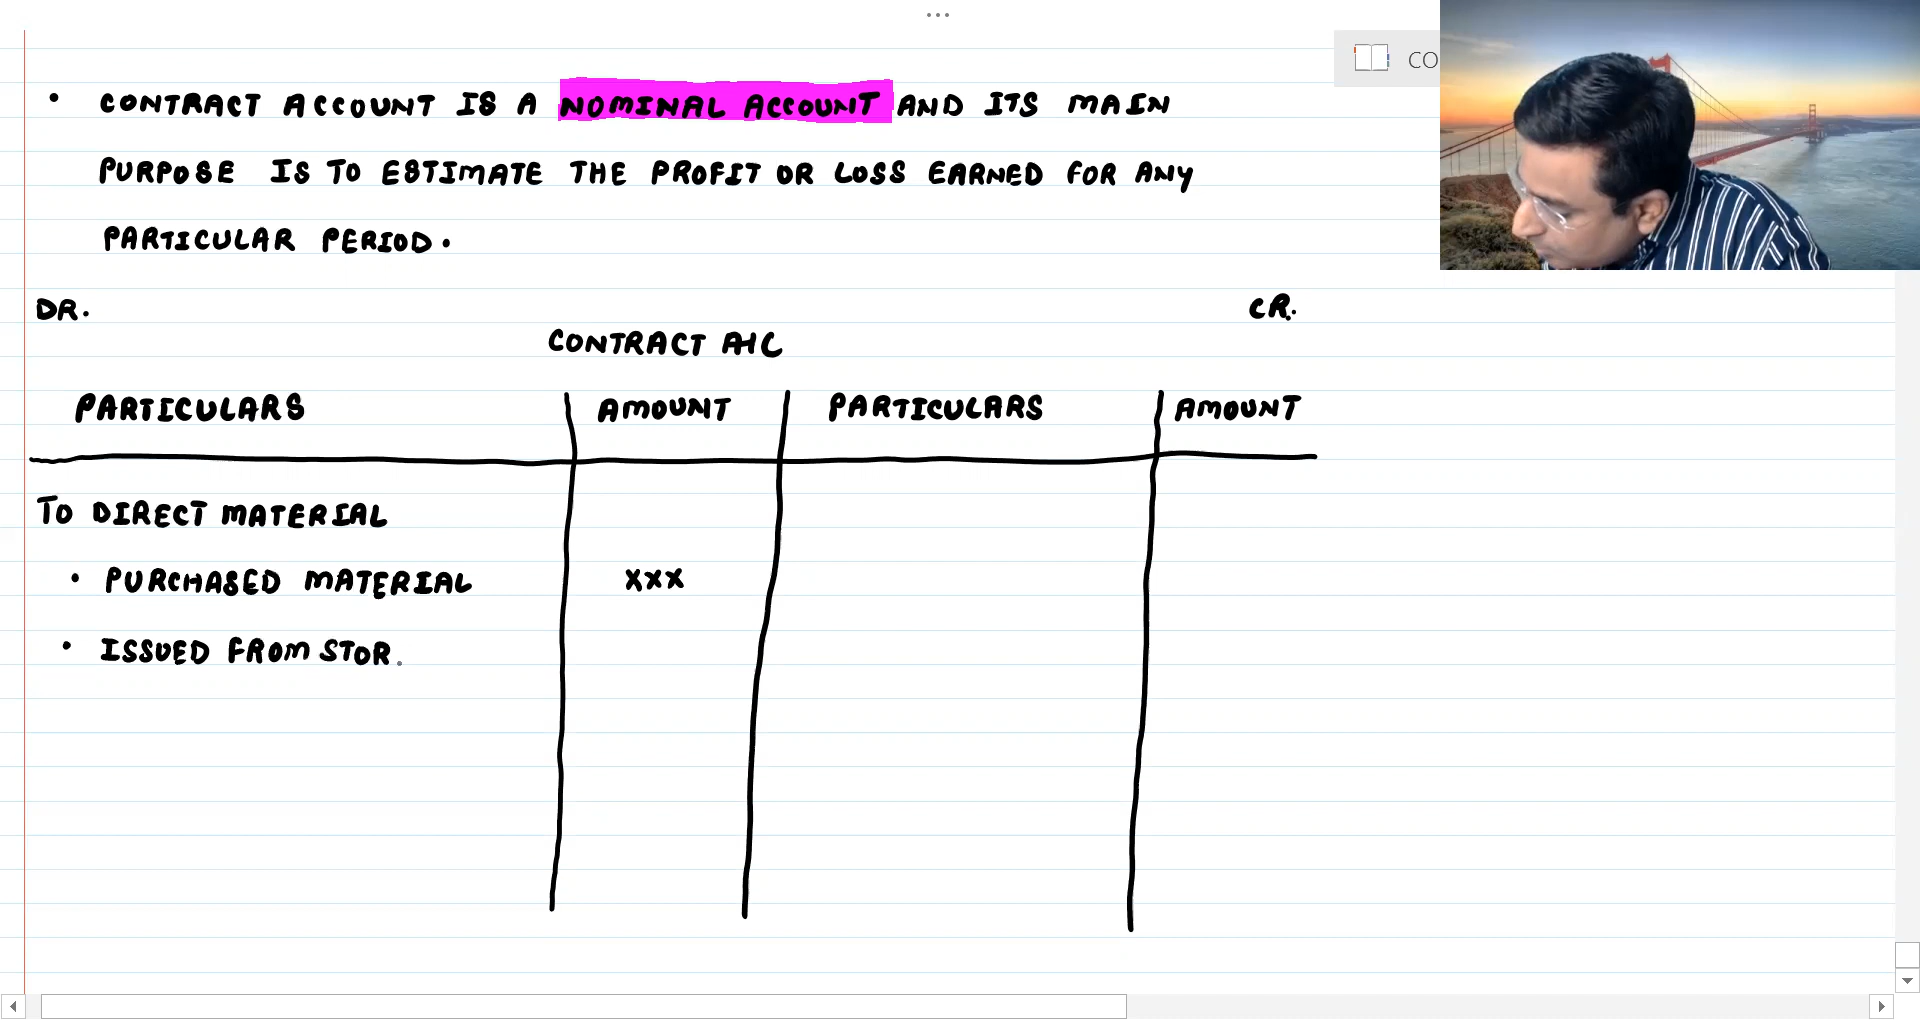 CO
• CONTRACT ACCOUNT IS A NOMINAL ACCOUNT AND ITS MAIN
PURPOSE IS TO ESTIMATE THE PROFIT OR LOSS EARNED FOR ANY
PARTICULAR PERIOD.
DR. CR.
CONTRACT A/C
PARTICULARS AMOUNT PARTICULARS AMOUNT
TO DIRECT MATERIAL
• PURCHASED MATERIAL XXX
• ISSUED FROM STOR